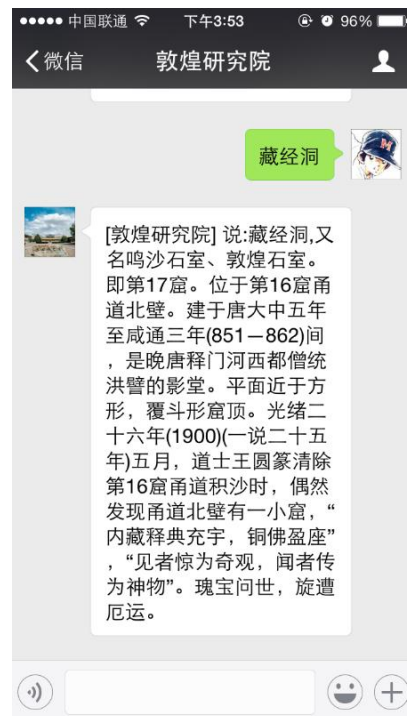 中国联通 下午3:53 96%
微信 敦煌研究院
藏经洞
[敦煌研究院] 说:藏经洞,又
名鸣沙石室、敦煌石室。
即第17窟。位于第16窟甬
道北壁。建于唐大中五年
至咸通三年(851—862)间
，是晚唐释门河西都僧统
洪辔的影堂。平面近于方
形，覆斗形窟顶。光绪二
十六年(1900)(一说二十五
年)五月，道士王圆篆清除
第16窟甬道积沙时，偶然
发现甬道北壁有一小窟，“
内藏释典充宇，铜佛盈座”
，“见者惊为奇观，闻者传
为神物”。瑰宝问世，旋遭
厄运。